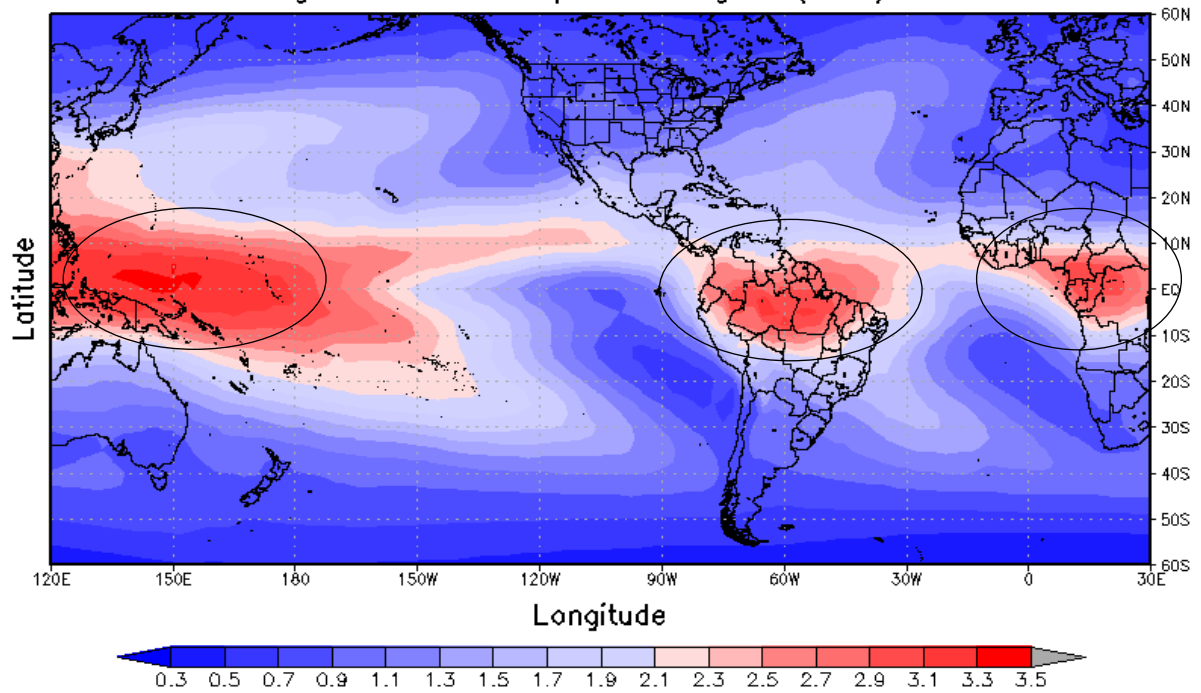 60N
50N
40N
30N
20N
10N
EQ
10S
20S
30S
40S
50S
60S
Latitude
120E 150E 180 150W 120W 90W 60W 30W 0 30E
Longitude
0.3 0.5 0.7 0.9 1.1 1.3 1.5 1.7 1.9 2.1 2.3 2.5 2.7 2.9 3.1 3.3 3.5